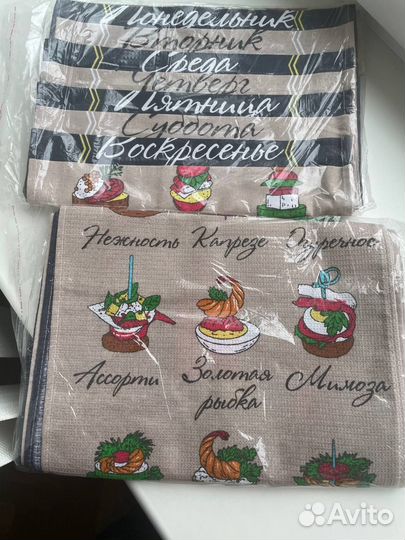 Понедельник
Вторник
Среда
Четверг
Пятница
Суббота
Воскресенье
Нежность Капрезе Огуречное
Ассорти Золотая рыбка Мимоза
Avito